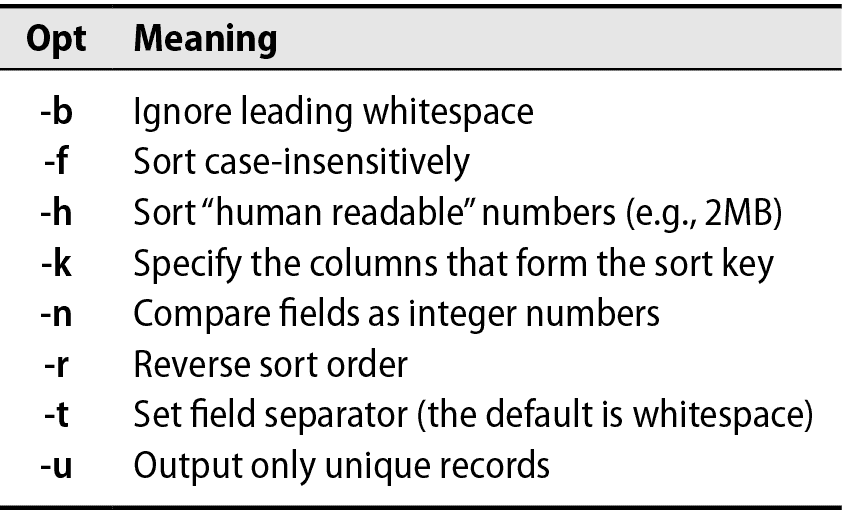 Opt Meaning
-b Ignore leading whitespace
-f Sort case-insensitively
-h Sort “human readable” numbers (e.g., 2MB)
-k Specify the columns that form the sort key
-n Compare fields as integer numbers
-r Reverse sort order
-t Set field separator (the default is whitespace)
-u Output only unique records